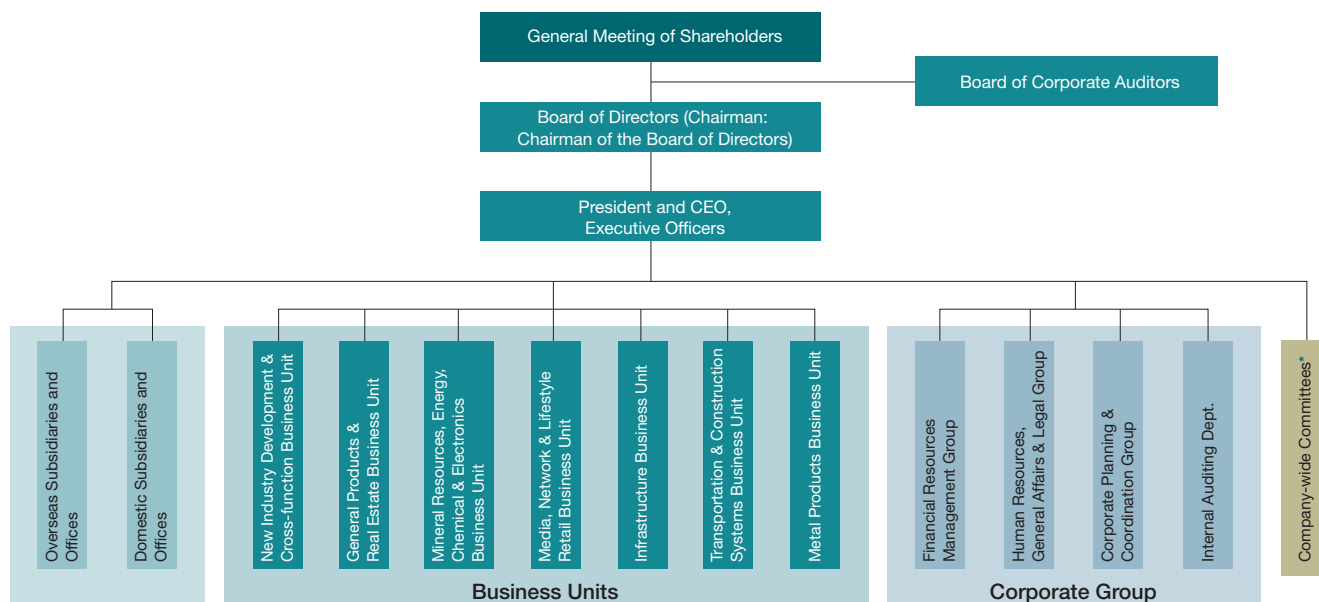 General Meeting of Shareholders
Board of Corporate Auditors
Board of Directors (Chairman:
Chairman of the Board of Directors)
President and CEO,
Executive Officers
Overseas Subsidiaries and
Offices
Domestic Subsidiaries and
Offices
New Industry Development &
Cross-function Business Unit
General Products &
Real Estate Business Unit
Mineral Resources, Energy,
Chemical & Electronics
Business Unit
Media, Network & Lifestyle
Retail Business Unit
Infrastructure Business Unit
Transportation & Construction
Systems Business Unit
Metal Products Business Unit
Financial Resources
Management Group
Human Resources,
General Affairs & Legal Group
Corporate Planning &
Coordination Group
Internal Auditing Dept.
Company-wide Committees*
Business Units
Corporate Group